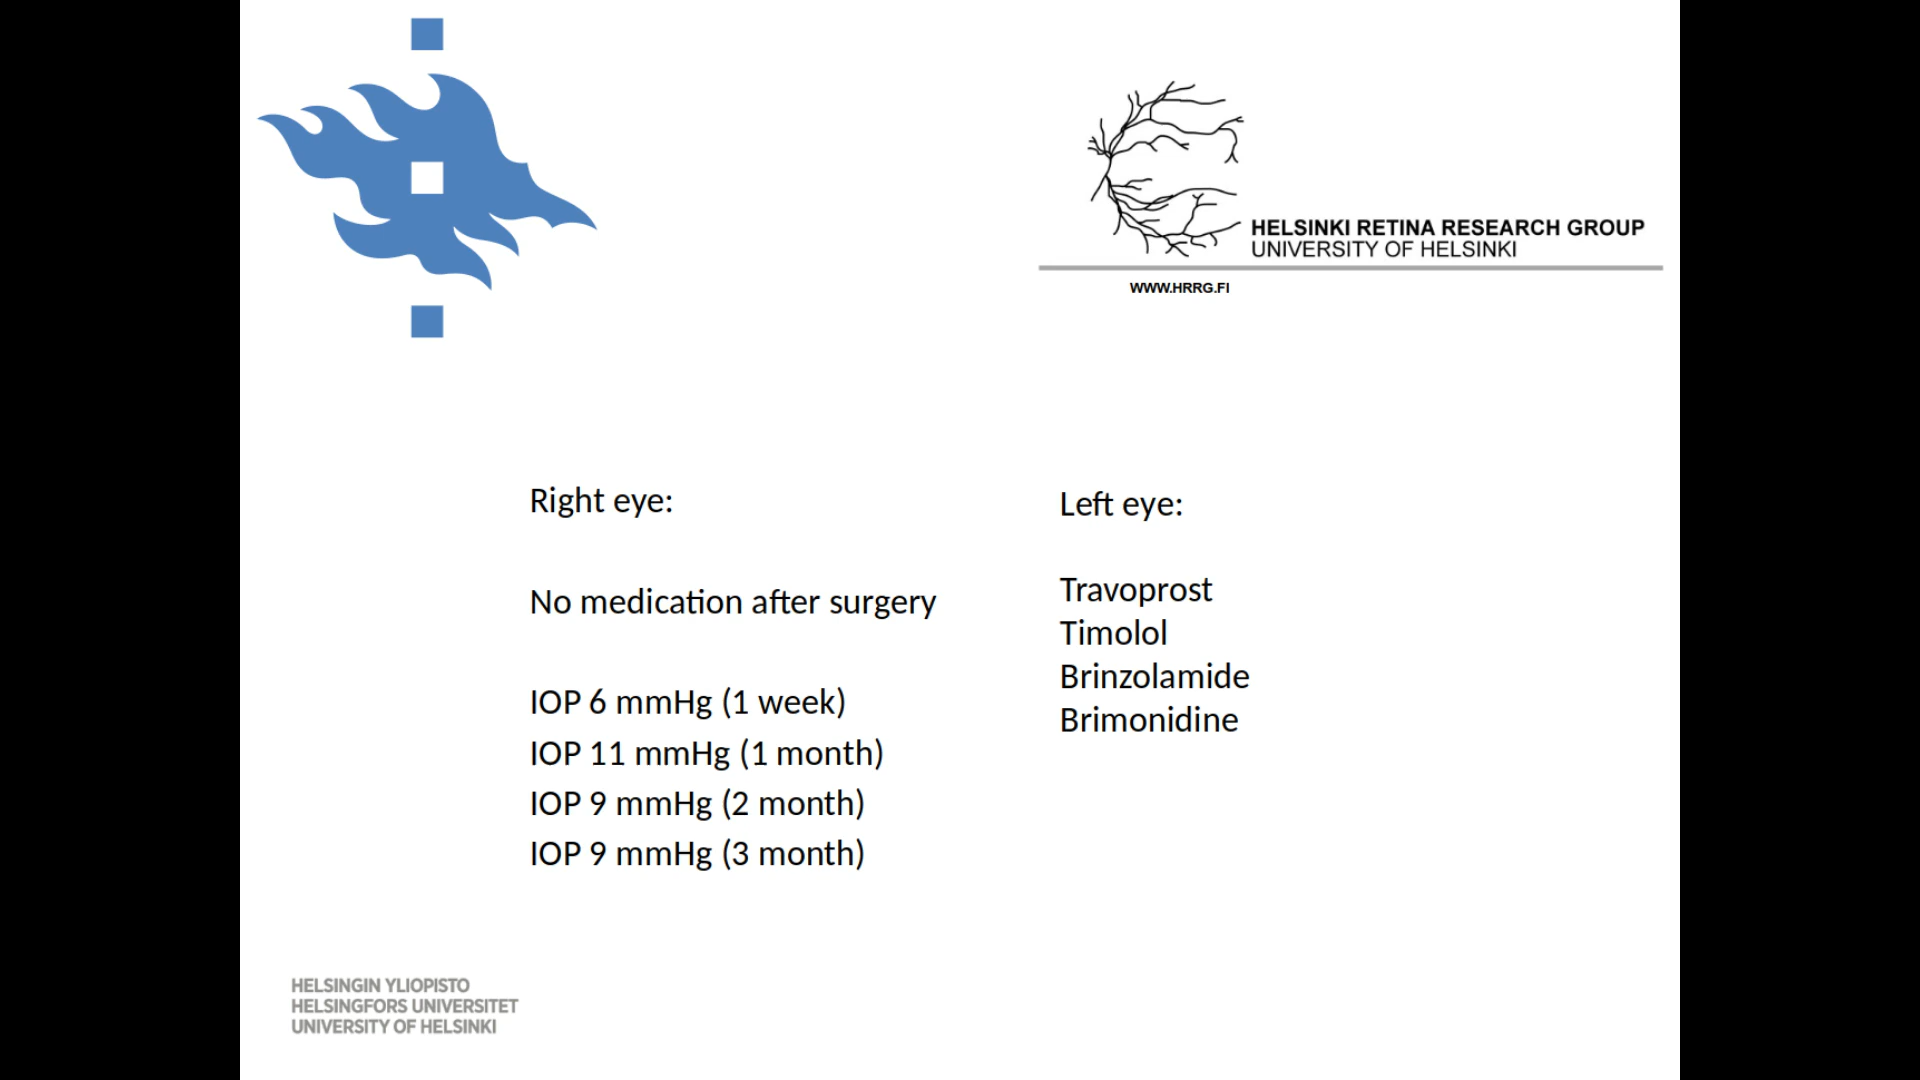 HELSINKI RETINA RESEARCH GROUP
UNIVERSITY OF HELSINKI
WWW.HRRG.FI
Right eye:
No medication after surgery
IOP 6 mmHg (1 week)
IOP 11 mmHg (1 month)
IOP 9 mmHg (2 month)
IOP 9 mmHg (3 month)
Left eye:
Travoprost
Timolol
Brinzolamide
Brimonidine
HELSINGIN YLIOPISTO
HELSINGFORS UNIVERSITET
UNIVERSITY OF HELSINKI